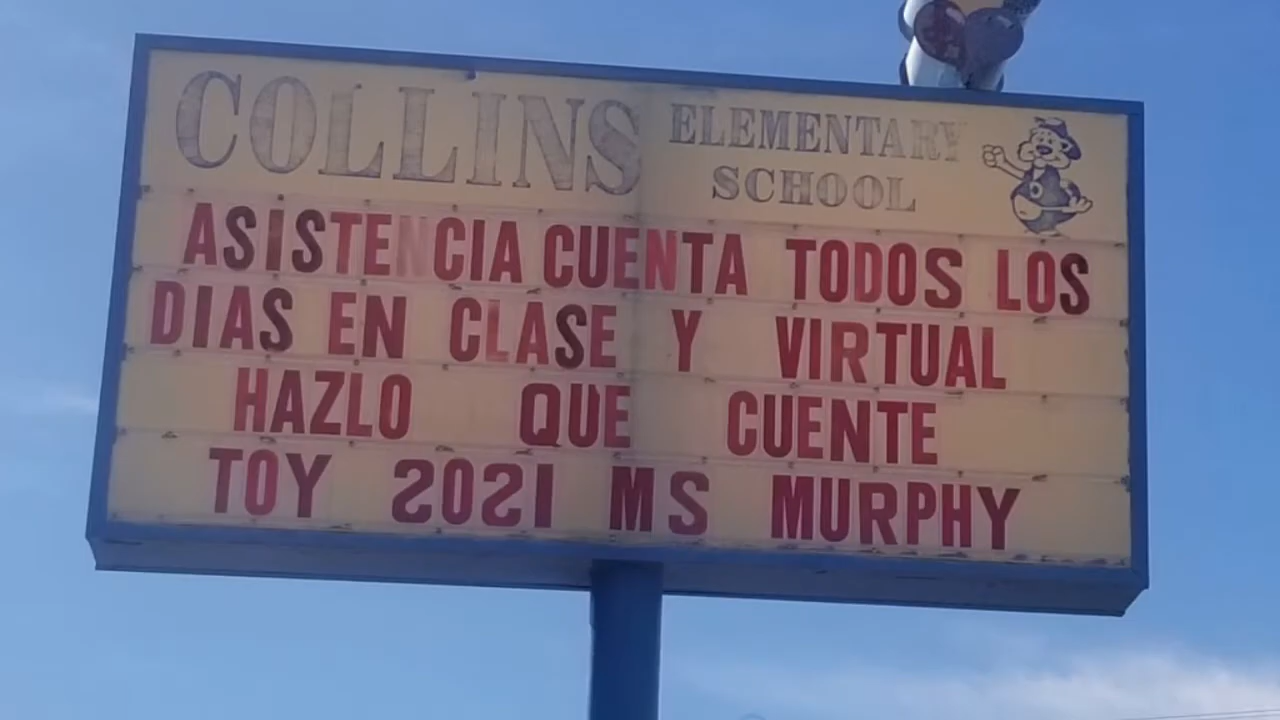 COLLINS ELEMENTARY SCHOOL
ASISTENCIA CUENTA TODOS LOS
DIAS EN CLASE Y VIRTUAL
HAZLO QUE CUENTE
TOY 2021 MS MURPHY